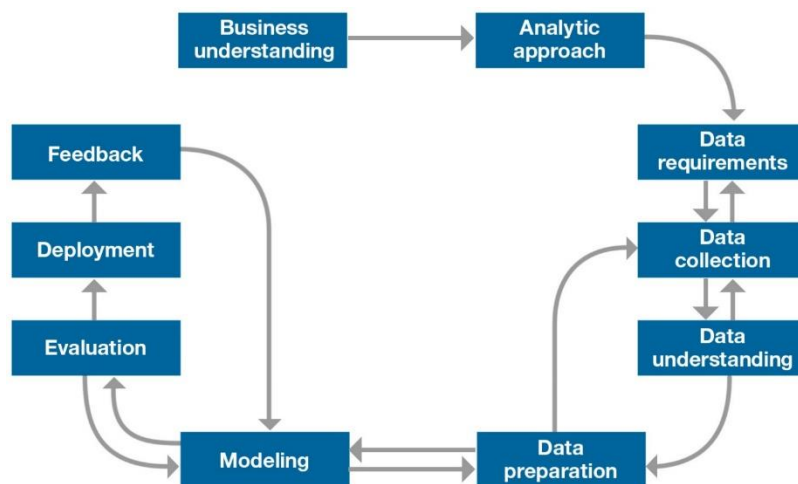 Business
understanding
Analytic
approach
Data
requirements
Data
collection
Data
understanding
Data
preparation
Modeling
Evaluation
Deployment
Feedback